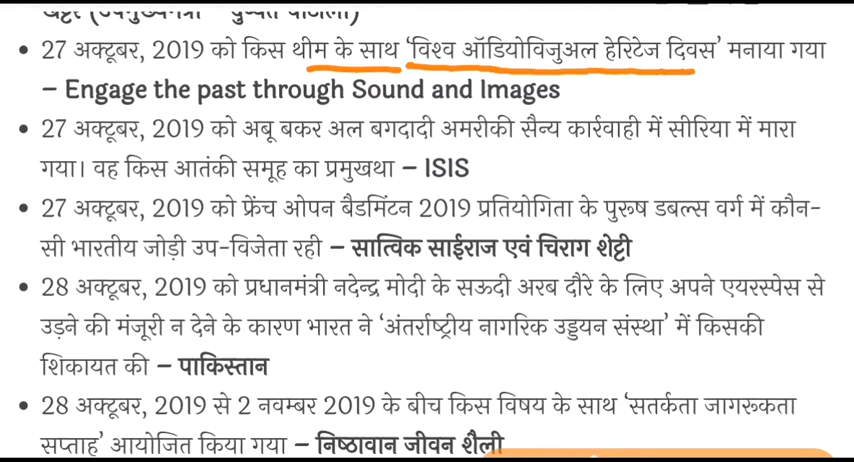 खट्टर (उपमुख्यमंत्री – दुष्यंत चौटाला)
• 27 अक्टूबर, 2019 को किस थीम के साथ ‘विश्व ऑडियोविजुअल हेरिटेज दिवस’ मनाया गया
– Engage the past through Sound and Images
• 27 अक्टूबर, 2019 को अबू बकर अल बगदादी अमरीकी सैन्य कार्रवाही में सीरिया में मारा
गया। वह किस आतंकी समूह का प्रमुखथा – ISIS
• 27 अक्टूबर, 2019 को फ्रेंच ओपन बैडमिंटन 2019 प्रतियोगिता के पुरुष डबल्स वर्ग में कौन-
सी भारतीय जोड़ी उप-विजेता रही – सात्विक साईराज एवं चिराग शेट्टी
• 28 अक्टूबर, 2019 को प्रधानमंत्री नदेन्द्र मोदी के सऊदी अरब दौरे के लिए अपने एयरस्पेस से
उड़ने की मंजूरी न देने के कारण भारत ने ‘अंतर्राष्ट्रीय नागरिक उड्डयन संस्था’ में किसकी
शिकायत की – पाकिस्तान
• 28 अक्टूबर, 2019 से 2 नवम्बर 2019 के बीच किस विषय के साथ ‘सतर्कता जागरूकता
सप्ताह’ आयोजित किया गया – निष्ठावान जीवन शैली